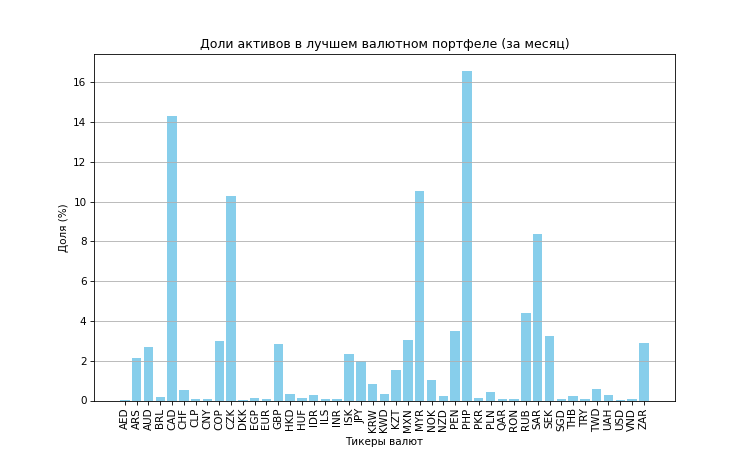 Доли активов в лучшем валютном портфеле (за месяц)
Доля (%)
16
14
12
10
8
6
4
2
0
AED ARS AUD BRL CAD CHF CLP CNY COP CZK DKK EGP EUR GBP HKD HUF IDR ILS INR ISK JPY KRW KWD KZT MXN MYR NOK NZD PEN PHP PKR PLN QAR RON RUB SAR SEK SGD THB TRY TWD UAH USD VND ZAR
Тикеры валют